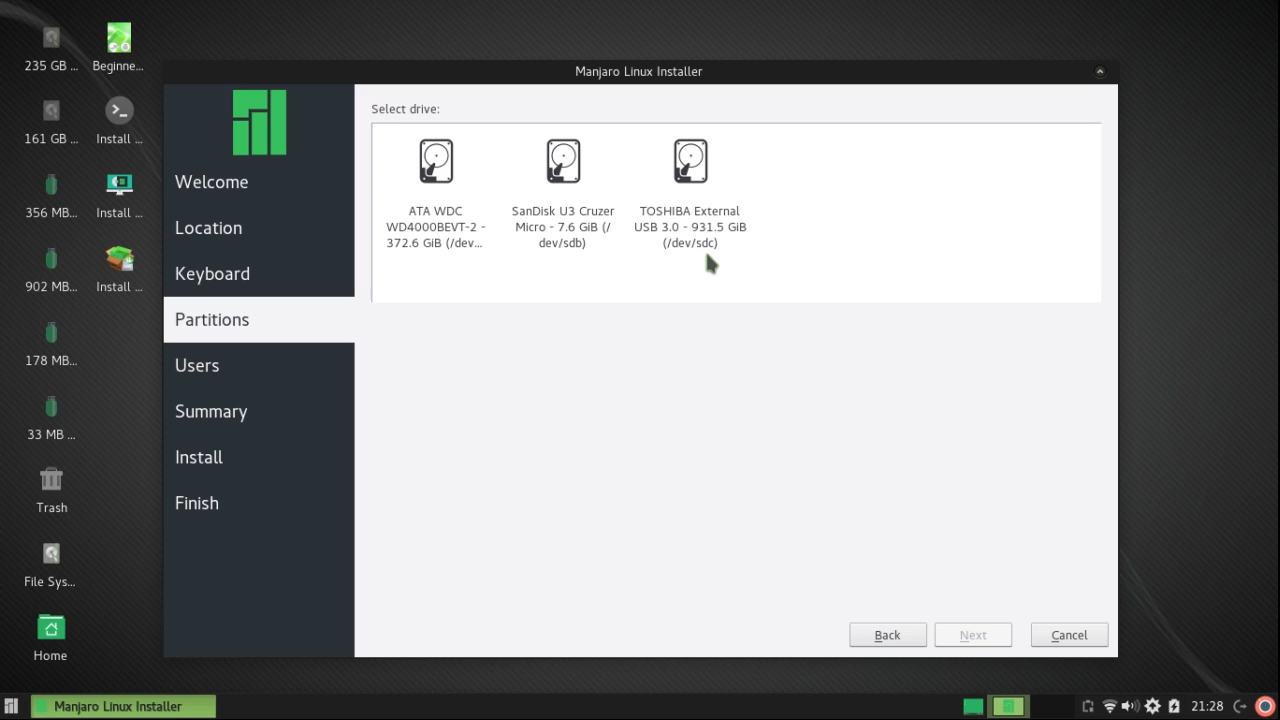 235 GB ...
Beginne...
161 GB ...
Install ...
356 MB...
Install ...
902 MB...
Install ...
178 MB...
33 MB ...
Trash
File Sys...
Home
Manjaro Linux Installer
Welcome
Location
Keyboard
Partitions
Users
Summary
Install
Finish
Select drive:
ATA WDC
WD4000BEVT-2 -
372.6 GiB (/dev...
SanDisk U3 Cruzer
Micro - 7.6 GiB (/
dev/sdb)
TOSHIBA External
USB 3.0 - 931.5 GiB
(/dev/sdc)
Back
Next
Cancel
Manjaro Linux Installer
21:28